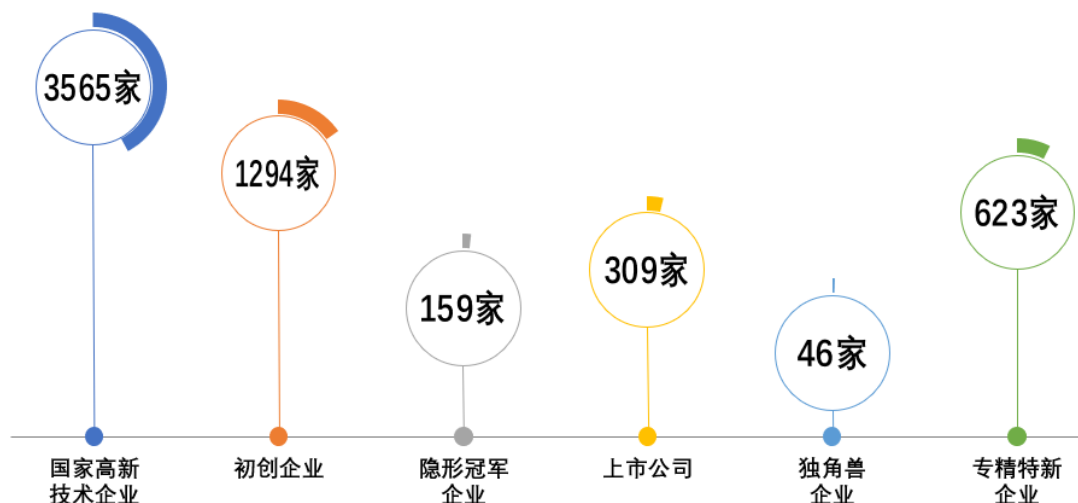 3565家
1294家
159家
309家
46家
623家
国家高新
技术企业
初创企业
隐形冠军
企业
上市公司
独角兽
企业
专精特新
企业